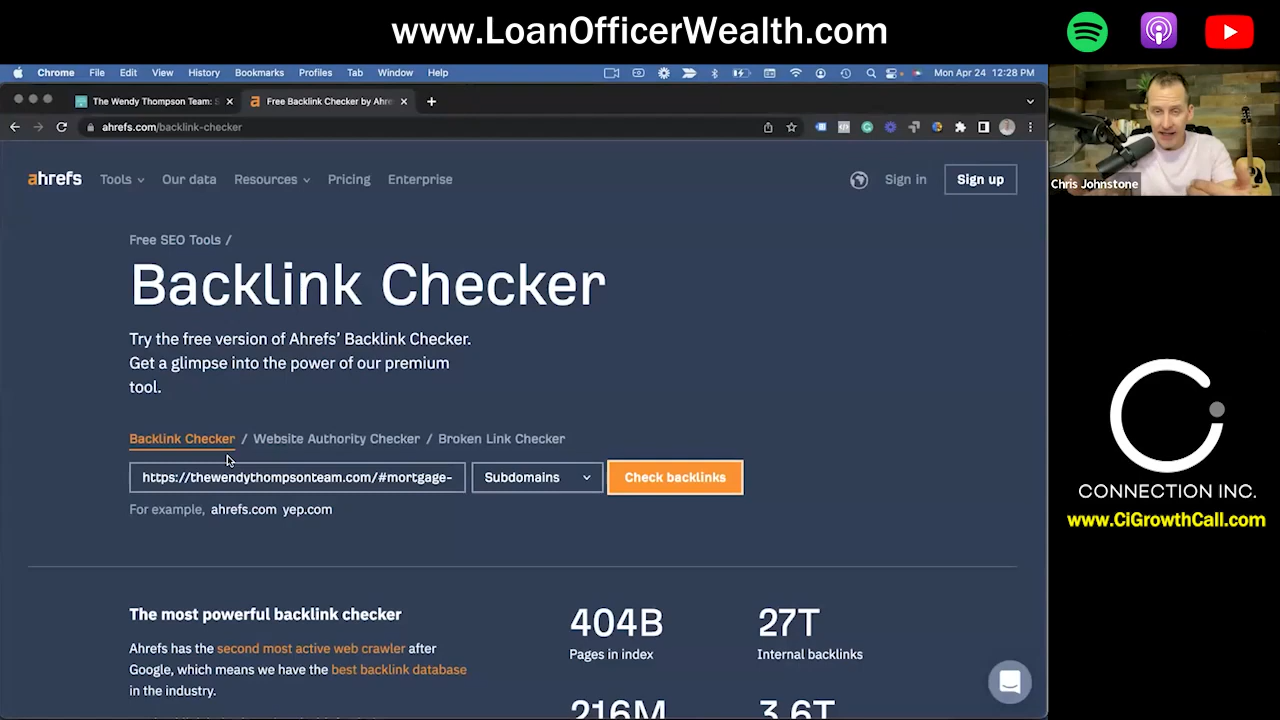 www.LoanOfficerWealth.com
Chrome File Edit View History Bookmarks Profiles Tab Window Help Mon Apr 24 12:28 PM
The Wendy Thompson Team: S Free Backlink Checker by Ahre
ahrefs.com/backlink-checker
ahrefs Tools Our data Resources Pricing Enterprise Sign in Sign up
Chris Johnstone
Free SEO Tools /
Backlink Checker
Try the free version of Ahrefs' Backlink Checker.
Get a glimpse into the power of our premium
tool.
Backlink Checker / Website Authority Checker / Broken Link Checker
https://thewendythompsonteam.com/#mortgage- Subdomains Check backlinks
For example, ahrefs.com yep.com
CONNECTION INC.
www.CiGrowthCall.com
The most powerful backlink checker
Ahrefs has the second most active web crawler after
Google, which means we have the best backlink database
in the industry.
404B 27T
Pages in index Internal backlinks
216M 3.6T